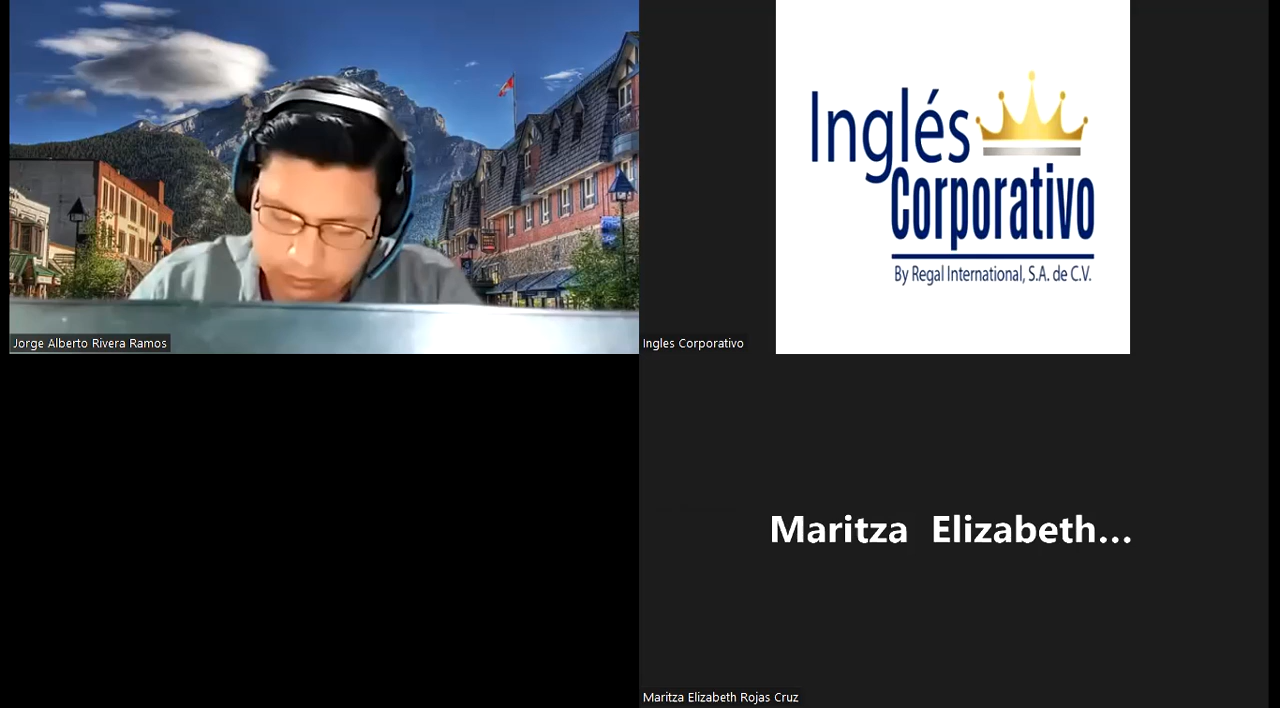 Inglés
Corporativo
By Regal International, S.A. de C.V.
Jorge Alberto Rivera Ramos
Ingles Corporativo
Maritza Elizabeth...
Maritza Elizabeth Rojas Cruz